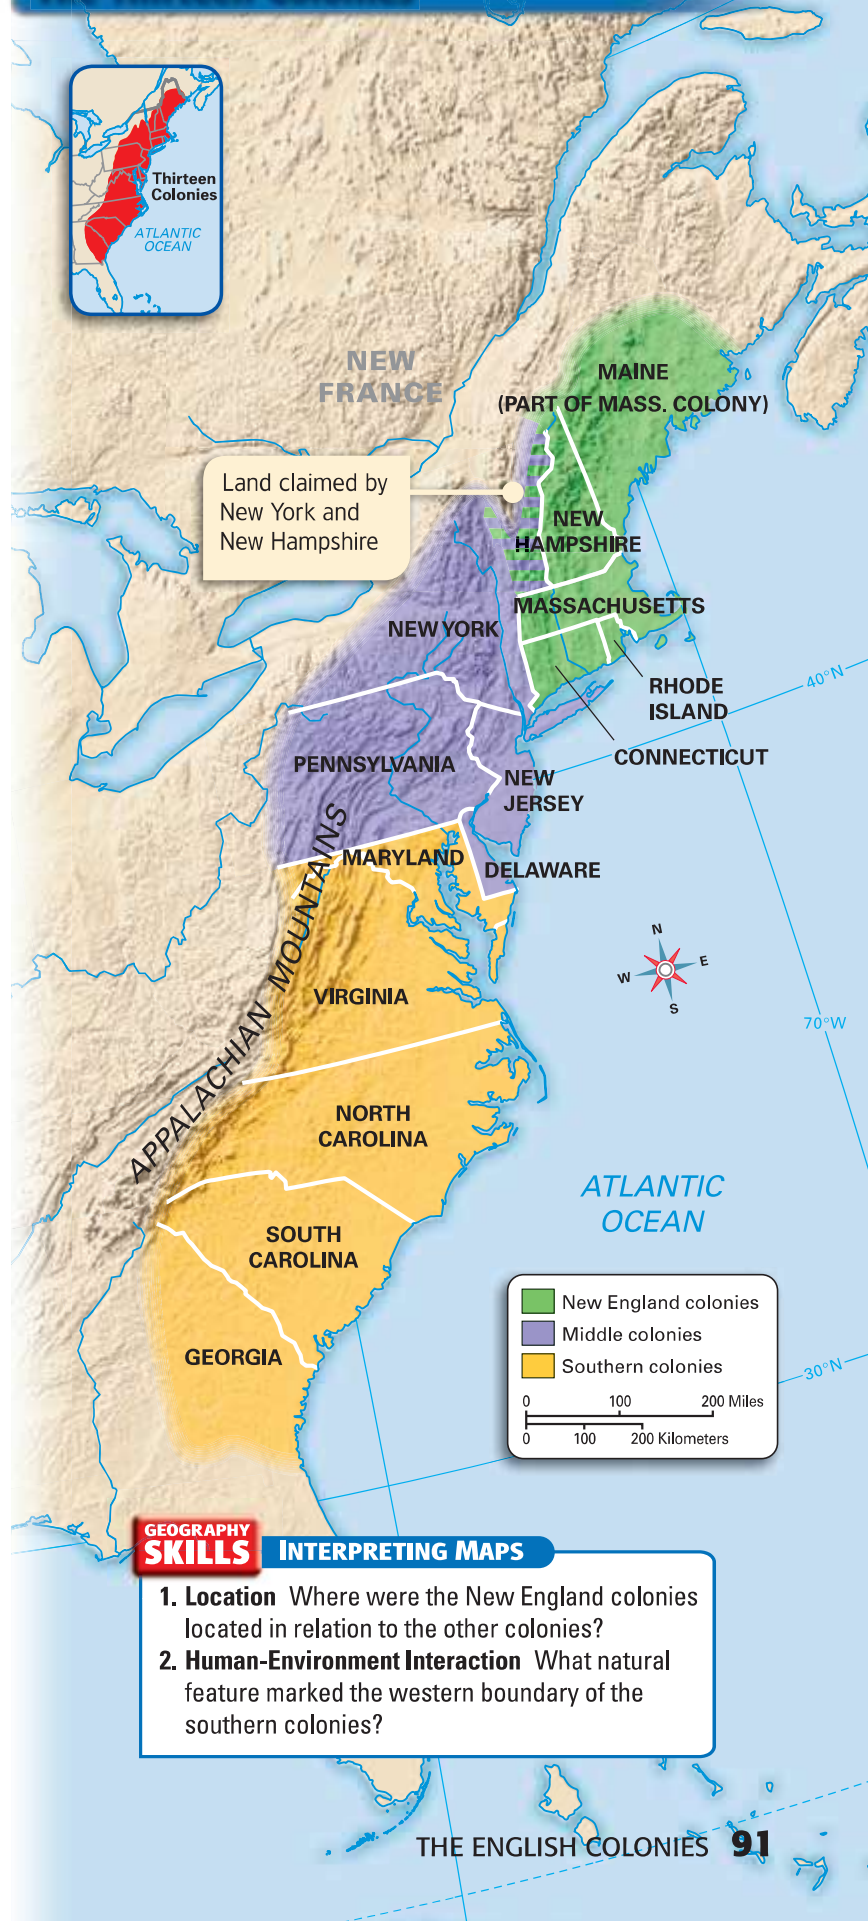 Thirteen
Colonies
ATLANTIC
OCEAN
NEW
FRANCE
MAINE
(PART OF MASS. COLONY)
Land claimed by
New York and
New Hampshire
NEW
HAMPSHIRE
MASSACHUSETTS
NEW YORK
40°N
RHODE
ISLAND
CONNECTICUT
PENNSYLVANIA
NEW
JERSEY
MARYLAND
DELAWARE
APPALACHIAN MOUNTAINS
N
W
E
S
VIRGINIA
70°W
NORTH
CAROLINA
ATLANTIC
OCEAN
SOUTH
CAROLINA
GEORGIA
New England colonies
Middle colonies
Southern colonies
0 100 200 Miles
0 100 200 Kilometers
30°N
GEOGRAPHY
SKILLS
INTERPRETING MAPS
1. Location Where were the New England colonies
located in relation to the other colonies?
2. Human-Environment Interaction What natural
feature marked the western boundary of the
southern colonies?
THE ENGLISH COLONIES 91